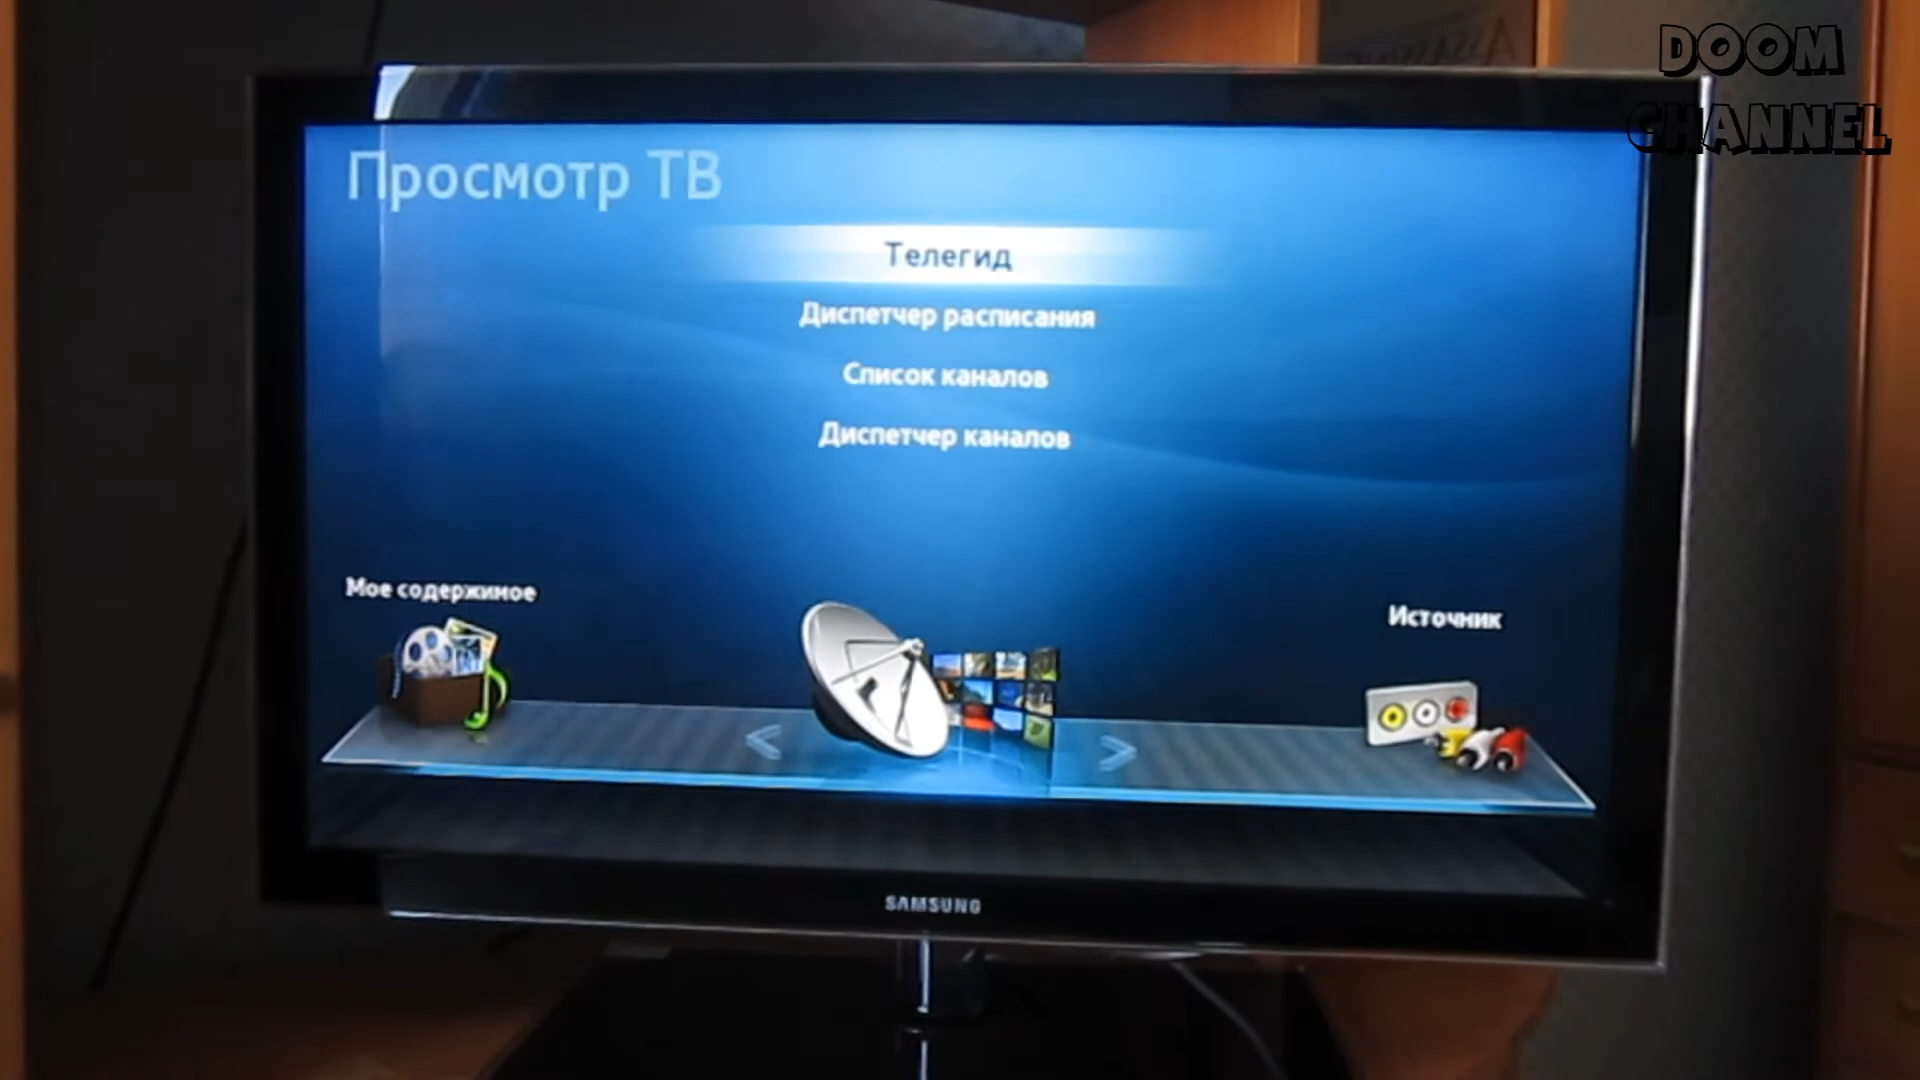 DOOM
CHANNEL
Просмотр ТВ
Телегид
Диспетчер расписания
Список каналов
Диспетчер каналов
Мое содержимое
Источник
SAMSUNG